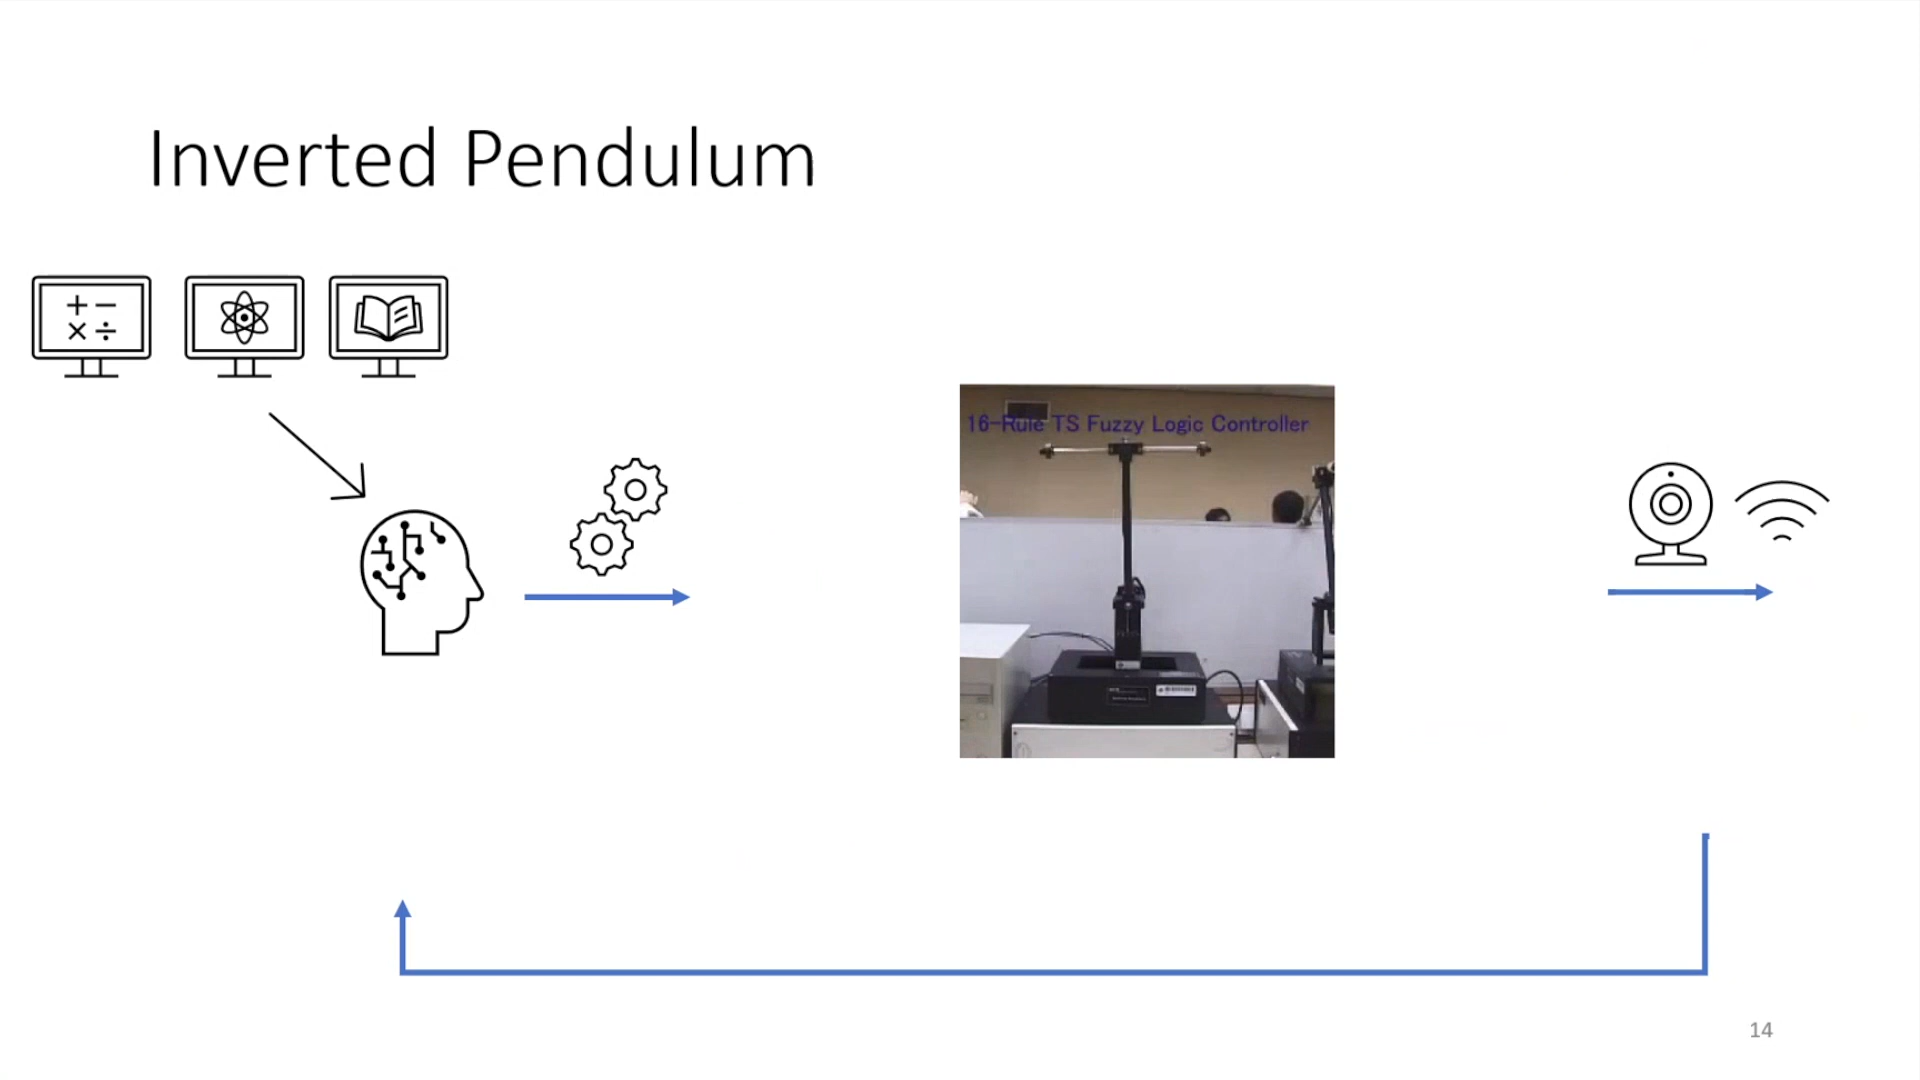 Inverted Pendulum
+ −
× ÷
16-Rule TS Fuzzy Logic Controller
14